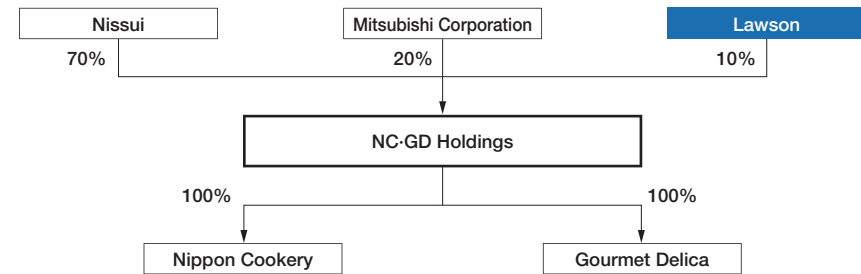 Nissui
Mitsubishi Corporation
Lawson
70%
20%
10%
NC·GD Holdings
100%
100%
Nippon Cookery
Gourmet Delica